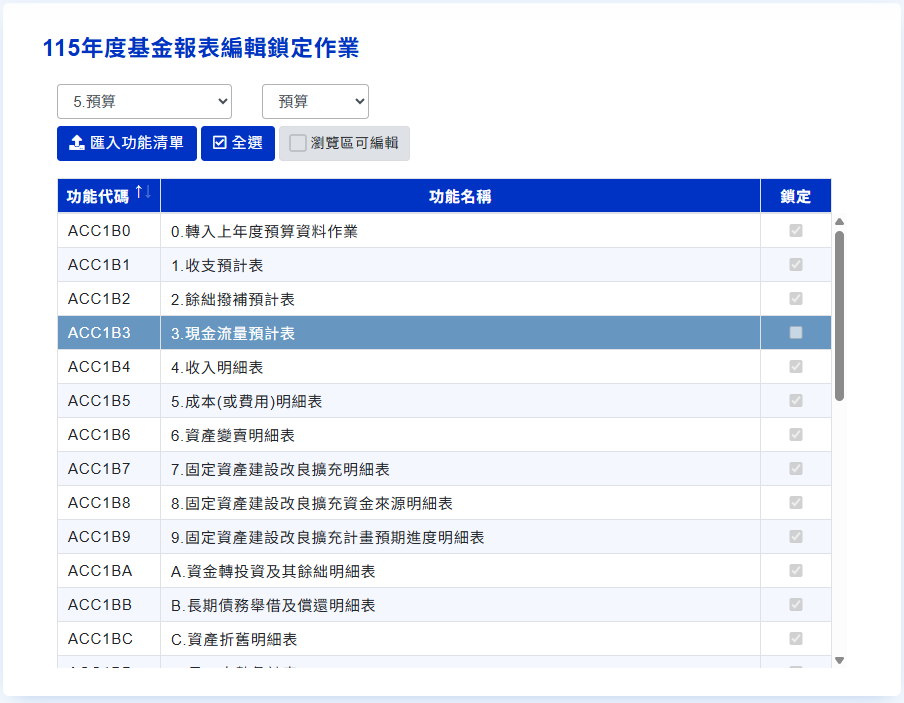 115年度基金報表編輯鎖定作業
5.預算 預算
匯入功能清單 全選 瀏覽區可編輯
功能代碼 功能名稱 鎖定
ACC1B0 0.轉入上年度預算資料作業
ACC1B1 1.收支預計表
ACC1B2 2.餘絀撥補預計表
ACC1B3 3.現金流量預計表
ACC1B4 4.收入明細表
ACC1B5 5.成本(或費用)明細表
ACC1B6 6.資產變賣明細表
ACC1B7 7.固定資產建設改良擴充明細表
ACC1B8 8.固定資產建設改良擴充資金來源明細表
ACC1B9 9.固定資產建設改良擴充計畫預期進度明細表
ACC1BA A.資金轉投資及其餘絀明細表
ACC1BB B.長期債務舉借及償還明細表
ACC1BC C.資產折舊明細表